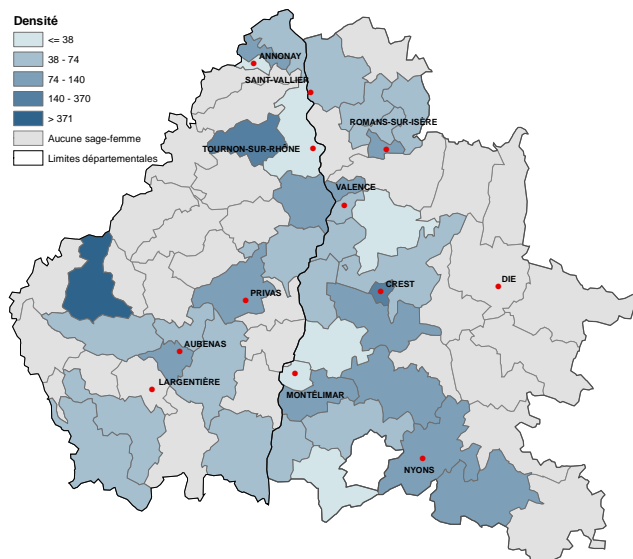 Densité
<= 38
38 - 74
74 - 140
140 - 370
> 371
Aucune sage-femme
Limites départementales
ANNONAY
SAINT-VALLIER
ROMANS-SUR-ISÈRE
TOURNON-SUR-RHÔNE
VALENCE
DIE
CREST
PRIVAS
AUBENAS
LARGENTIÈRE
MONTÉLIMAR
NYONS